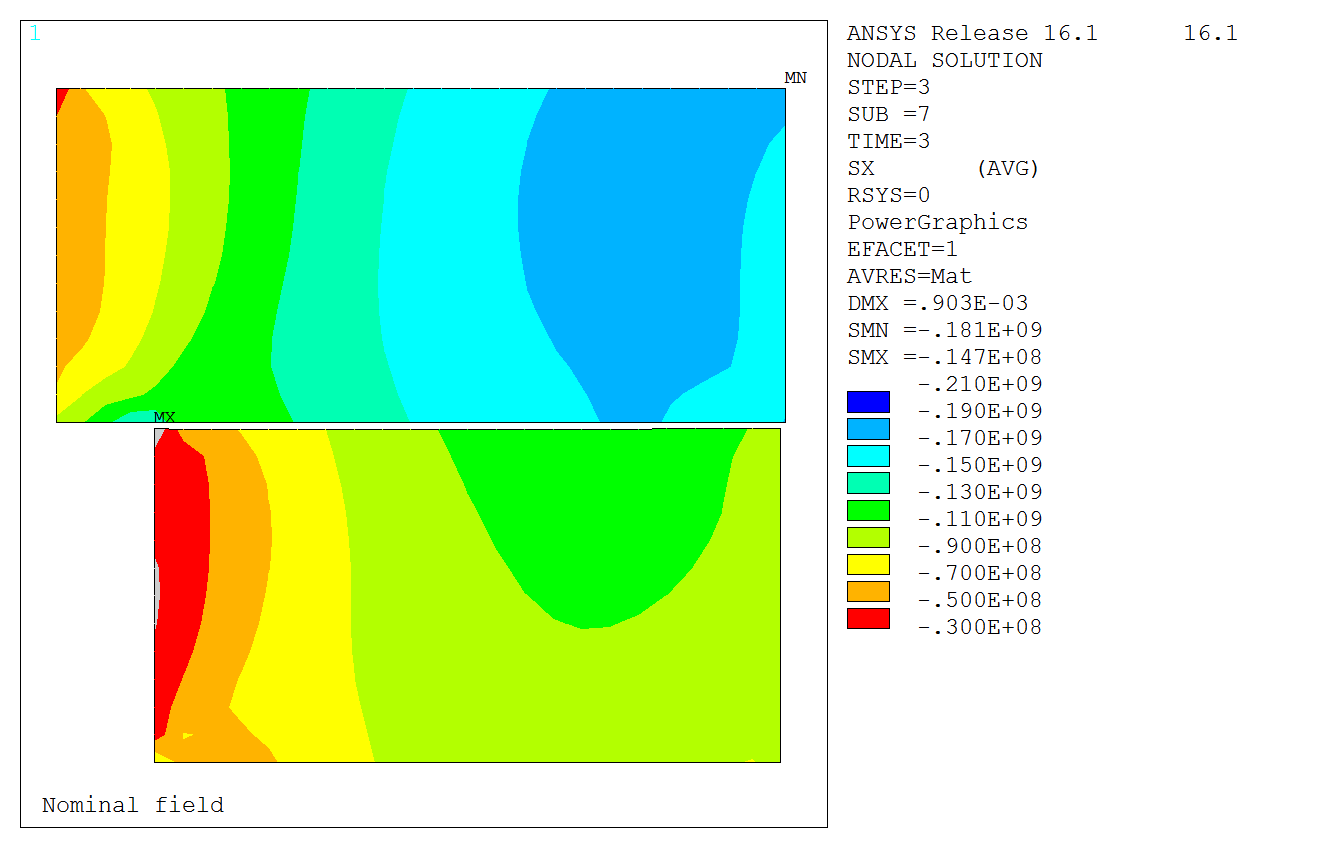 1
MN
MX
Nominal field
ANSYS Release 16.1 16.1
NODAL SOLUTION
STEP=3
SUB =7
TIME=3
SX (AVG)
RSYS=0
PowerGraphics
EFACET=1
AVRES=Mat
DMX =.903E-03
SMN =-.181E+09
SMX =-.147E+08
-.210E+09
-.190E+09
-.170E+09
-.150E+09
-.130E+09
-.110E+09
-.900E+08
-.700E+08
-.500E+08
-.300E+08